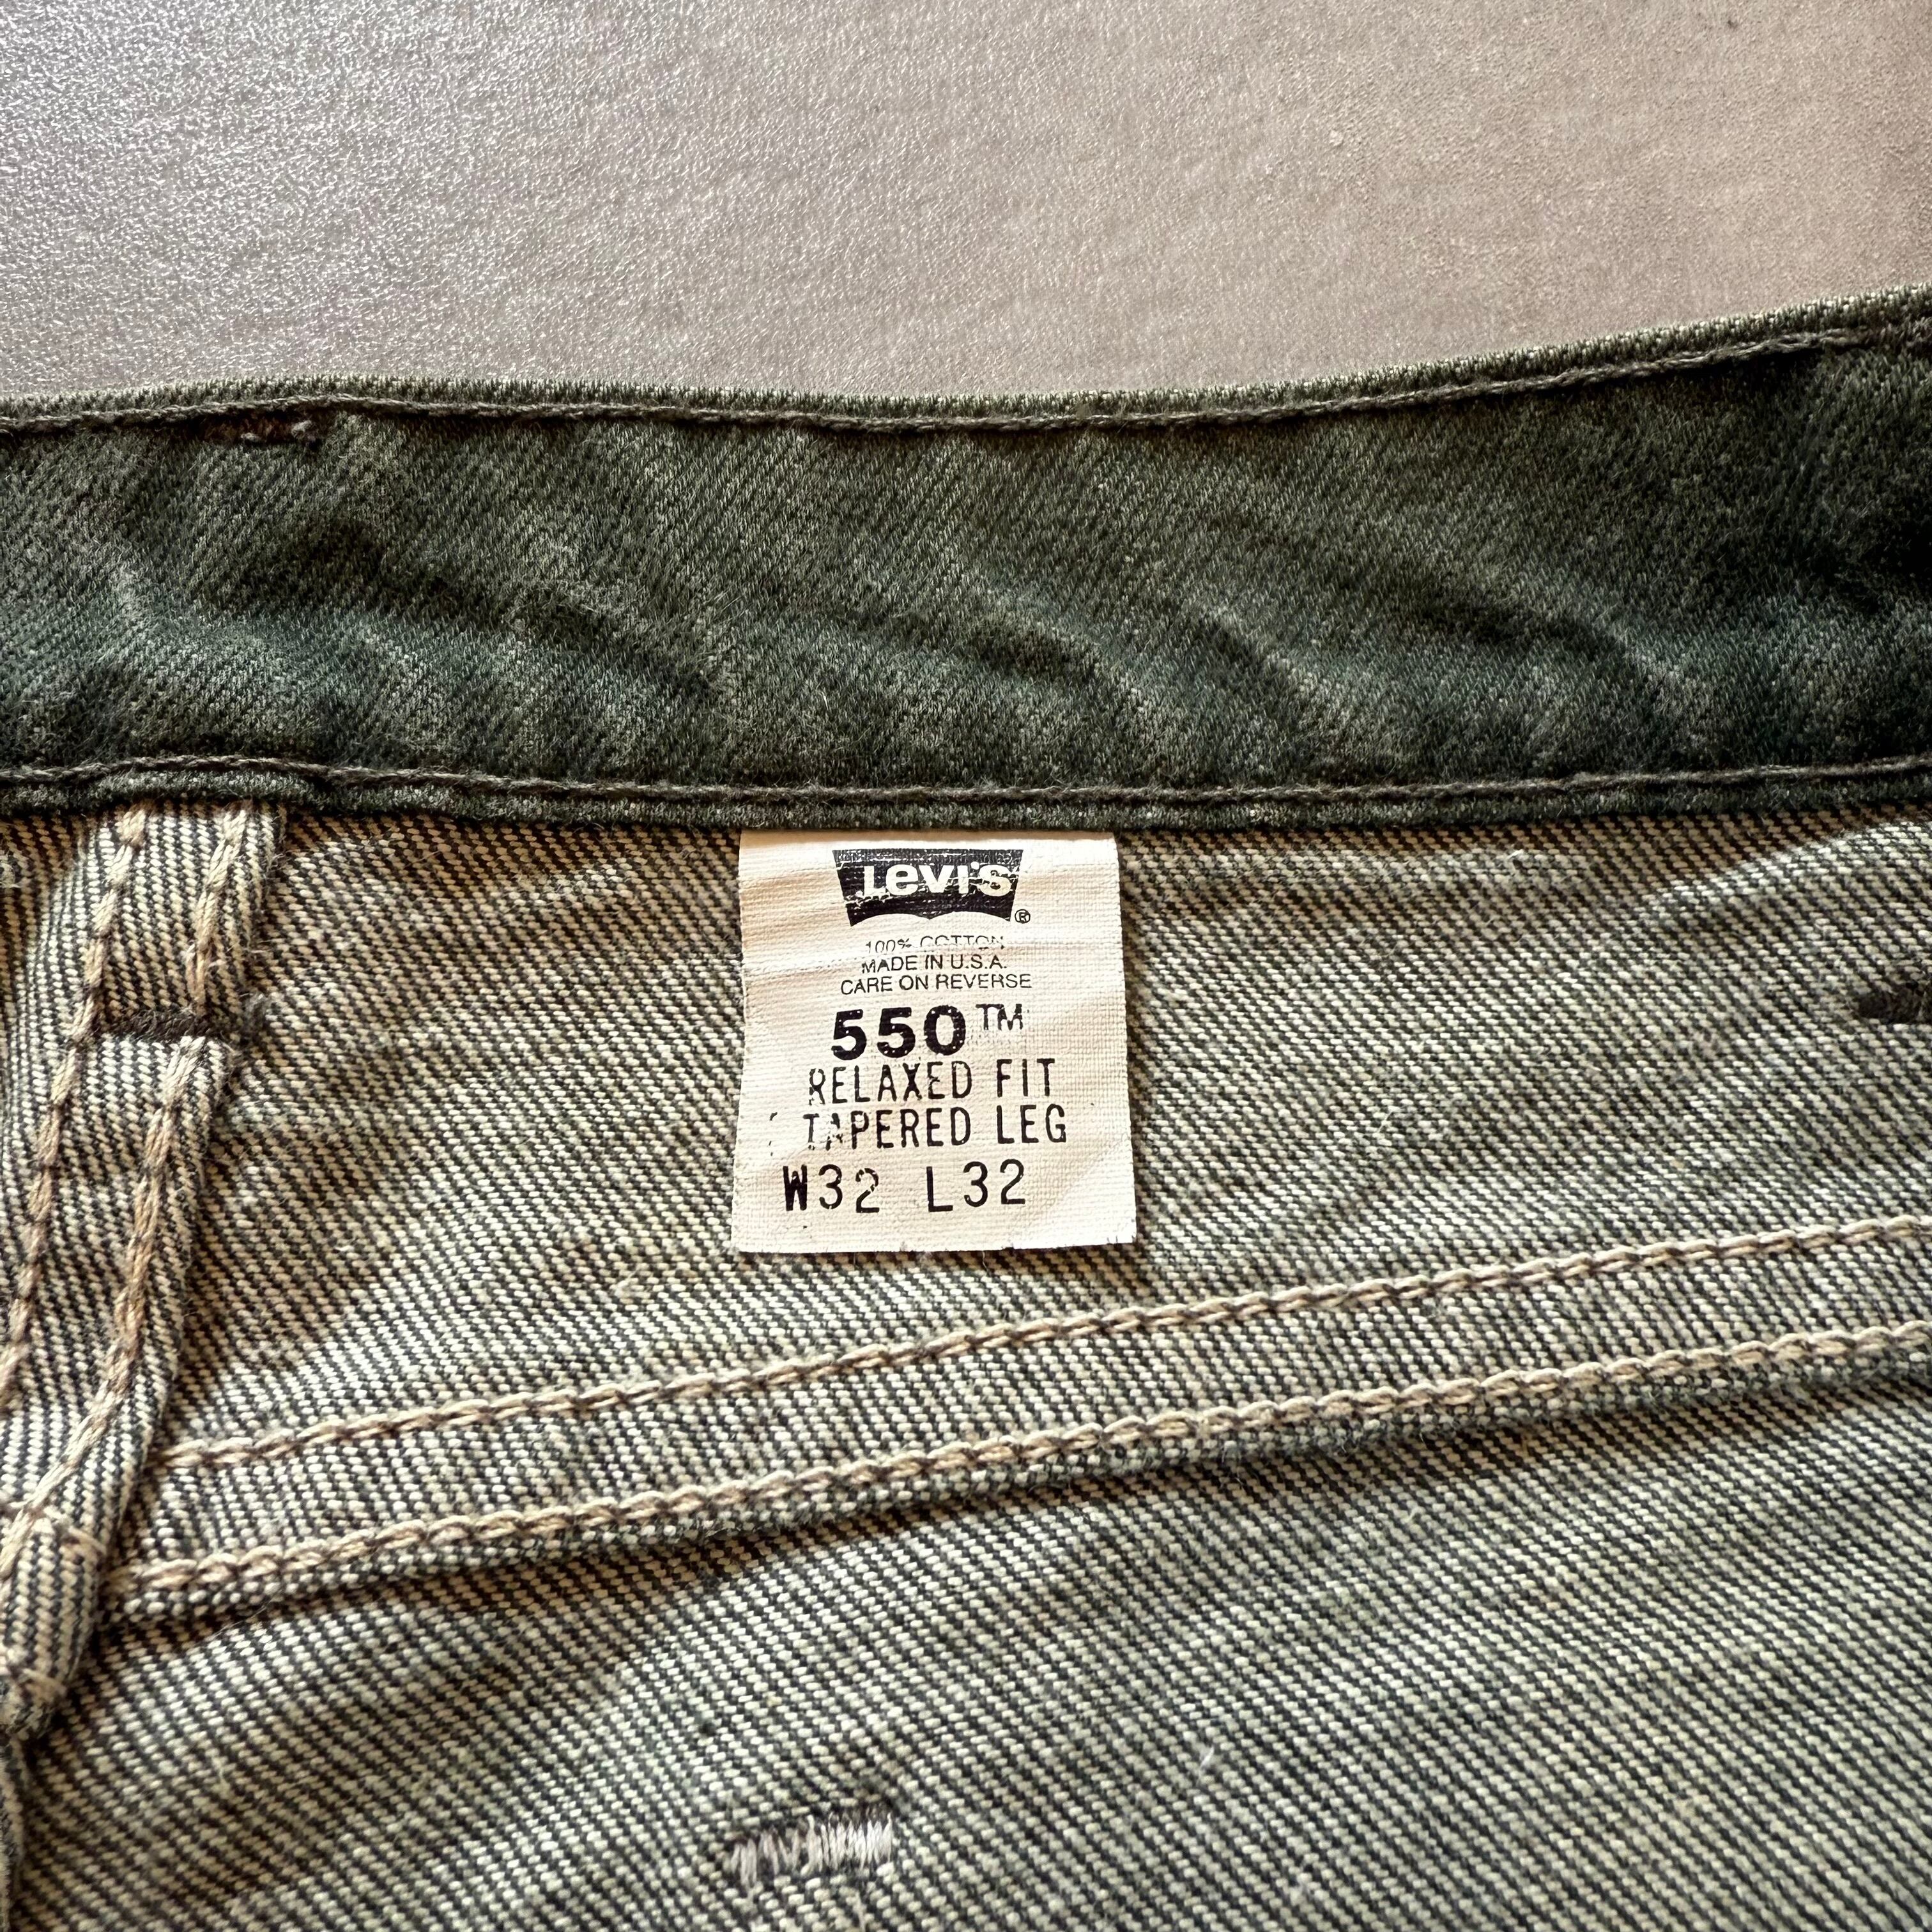 Levi's ®
100% COTTON
MADE IN U.S.A.
CARE ON REVERSE
550™
RELAXED FIT
TAPERED LEG
W32 L32